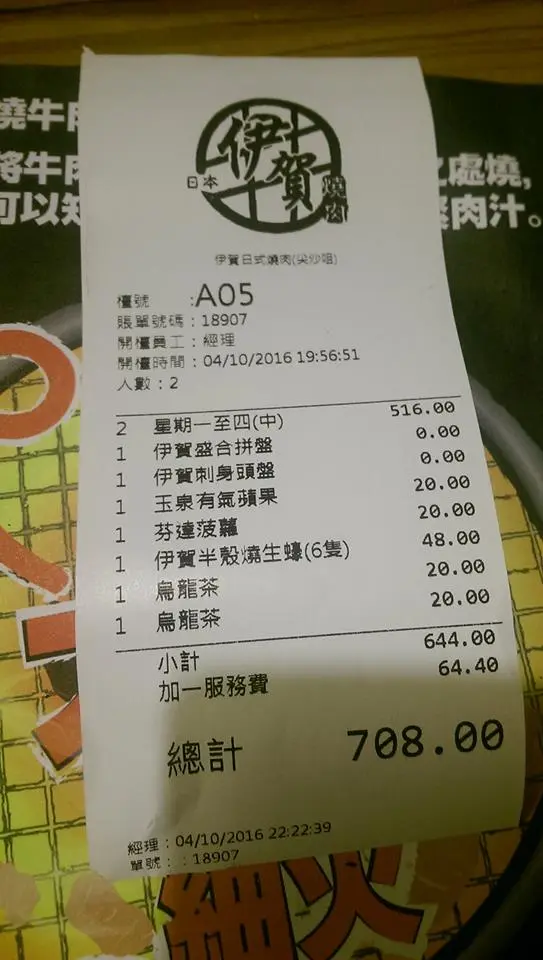 燒牛肉
將牛肉
可以知
之處燒,
肉汁。
日本 伊賀 燒肉
伊賀日式燒肉(尖沙咀)
檯號 :A05
賬單號碼 : 18907
開檯員工 : 經理
開檯時間 : 04/10/2016 19:56:51
人數 : 2
2 星期一至四(中) 516.00
1 伊賀盛合拼盤 0.00
1 伊賀刺身頭盤 0.00
1 玉泉有氣蘋果 20.00
1 芬達菠蘿 20.00
1 伊賀半殼燒生蠔(6隻) 48.00
1 烏龍茶 20.00
1 烏龍茶 20.00
小計 644.00
加一服務費 64.40
總計 708.00
經理 : 04/10/2016 22:22:39
單號 : : 18907
細火